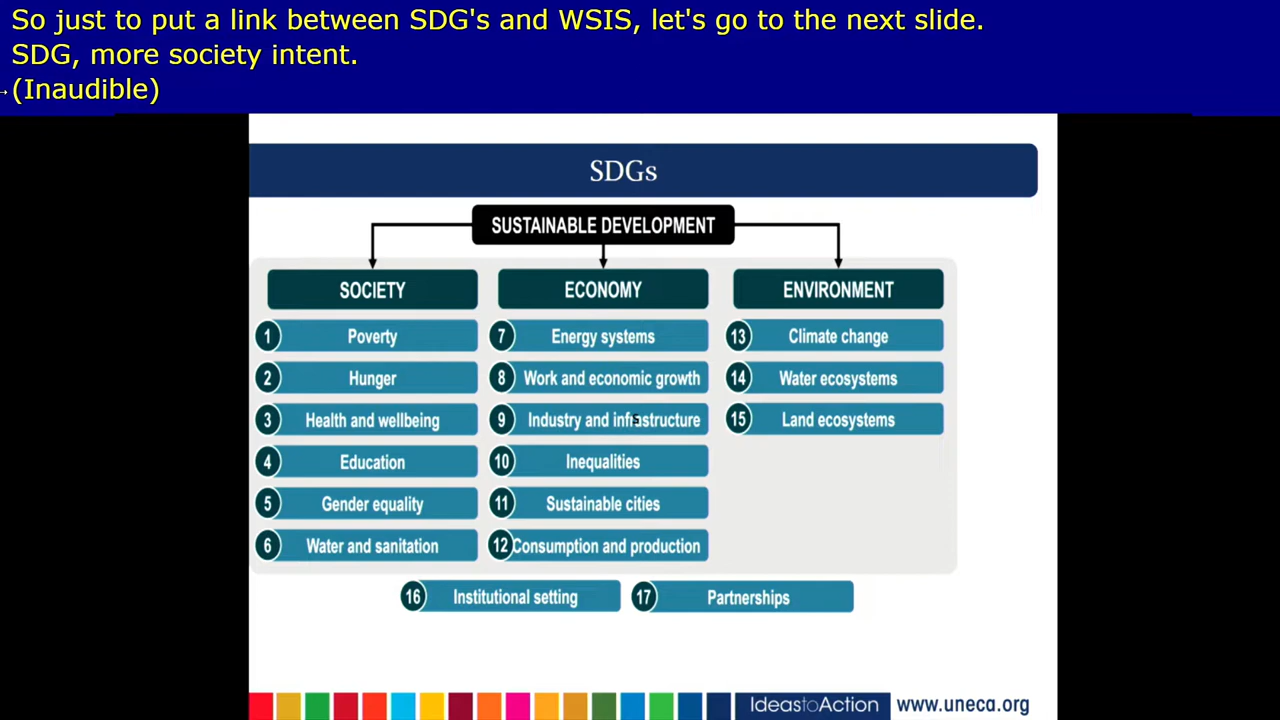 So just to put a link between SDG's and WSIS, let's go to the next slide.
SDG, more society intent.
(Inaudible)
SDGs
SUSTAINABLE DEVELOPMENT
SOCIETY
1 Poverty
2 Hunger
3 Health and wellbeing
4 Education
5 Gender equality
6 Water and sanitation
ECONOMY
7 Energy systems
8 Work and economic growth
9 Industry and infrastructure
10 Inequalities
11 Sustainable cities
12 Consumption and production
ENVIRONMENT
13 Climate change
14 Water ecosystems
15 Land ecosystems
16 Institutional setting
17 Partnerships
IdeastoAction
www.uneca.org